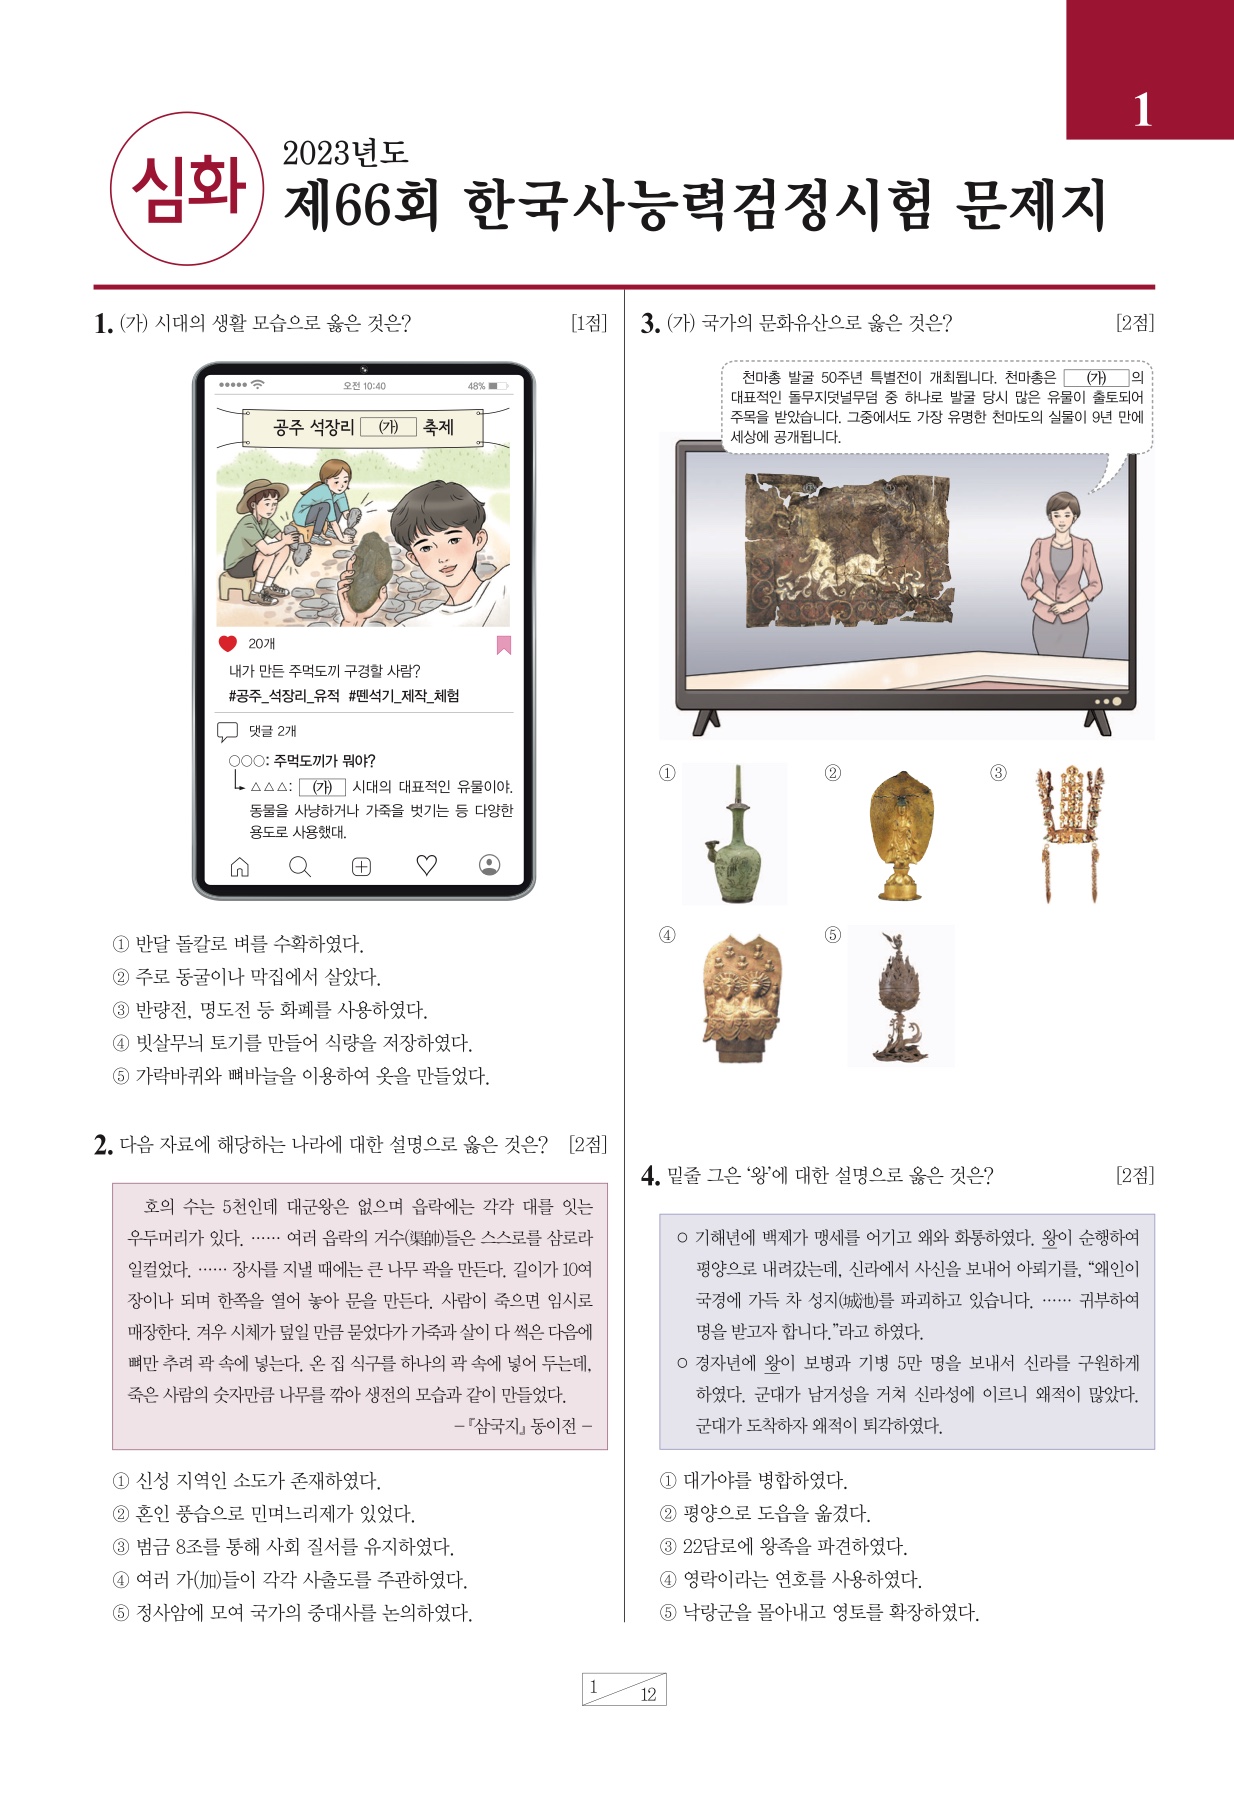 1
심화
2023년도
제66회 한국사능력검정시험 문제지
1. (가) 시대의 생활 모습으로 옳은 것은? [1점]
오전 10:40
48%
공주 석장리 (가) 축제
20개
내가 만든 주먹도끼 구경할 사람?
#공주_석장리_유적 #뗀석기_제작_체험
댓글 2개
○○○: 주먹도끼가 뭐야?
△△△: (가) 시대의 대표적인 유물이야.
동물을 사냥하거나 가죽을 벗기는 등 다양한
용도로 사용했대.
① 반달 돌칼로 벼를 수확하였다.
② 주로 동굴이나 막집에서 살았다.
③ 반량전, 명도전 등 화폐를 사용하였다.
④ 빗살무늬 토기를 만들어 식량을 저장하였다.
⑤ 가락바퀴와 뼈바늘을 이용하여 옷을 만들었다.
2. 다음 자료에 해당하는 나라에 대한 설명으로 옳은 것은? [2점]
호의 수는 5천인데 대군왕은 없으며 읍락에는 각각 대를 잇는
우두머리가 있다. …… 여러 읍락의 거수(渠帥)들은 스스로를 삼로라
일컬었다. …… 장사를 지낼 때에는 큰 나무 곽을 만든다. 길이가 10여
장이나 되며 한쪽을 열어 놓아 문을 만든다. 사람이 죽으면 임시로
매장한다. 겨우 시체가 덮일 만큼 묻었다가 가죽과 살이 다 썩은 다음에
뼈만 추려 곽 속에 넣는다. 온 집 식구를 하나의 곽 속에 넣어 두는데,
죽은 사람의 숫자만큼 나무를 깎아 생전의 모습과 같이 만들었다.
– 『삼국지』 동이전 –
① 신성 지역인 소도가 존재하였다.
② 혼인 풍습으로 민며느리제가 있었다.
③ 범금 8조를 통해 사회 질서를 유지하였다.
④ 여러 가(加)들이 각각 사출도를 주관하였다.
⑤ 정사암에 모여 국가의 중대사를 논의하였다.
3. (가) 국가의 문화유산으로 옳은 것은? [2점]
천마총 발굴 50주년 특별전이 개최됩니다. 천마총은 (가) 의
대표적인 돌무지덧널무덤 중 하나로 발굴 당시 많은 유물이 출토되어
주목을 받았습니다. 그중에서도 가장 유명한 천마도의 실물이 9년 만에
세상에 공개됩니다.
① ② ③
④ ⑤
4. 밑줄 그은 ‘왕’에 대한 설명으로 옳은 것은? [2점]
○ 기해년에 백제가 맹세를 어기고 왜와 화통하였다. 왕이 순행하여
평양으로 내려갔는데, 신라에서 사신을 보내어 아뢰기를, “왜인이
국경에 가득 차 성지(城池)를 파괴하고 있습니다. …… 귀부하여
명을 받고자 합니다.”라고 하였다.
○ 경자년에 왕이 보병과 기병 5만 명을 보내서 신라를 구원하게
하였다. 군대가 남거성을 거쳐 신라성에 이르니 왜적이 많았다.
군대가 도착하자 왜적이 퇴각하였다.
① 대가야를 병합하였다.
② 평양으로 도읍을 옮겼다.
③ 22담로에 왕족을 파견하였다.
④ 영락이라는 연호를 사용하였다.
⑤ 낙랑군을 몰아내고 영토를 확장하였다.
1
12